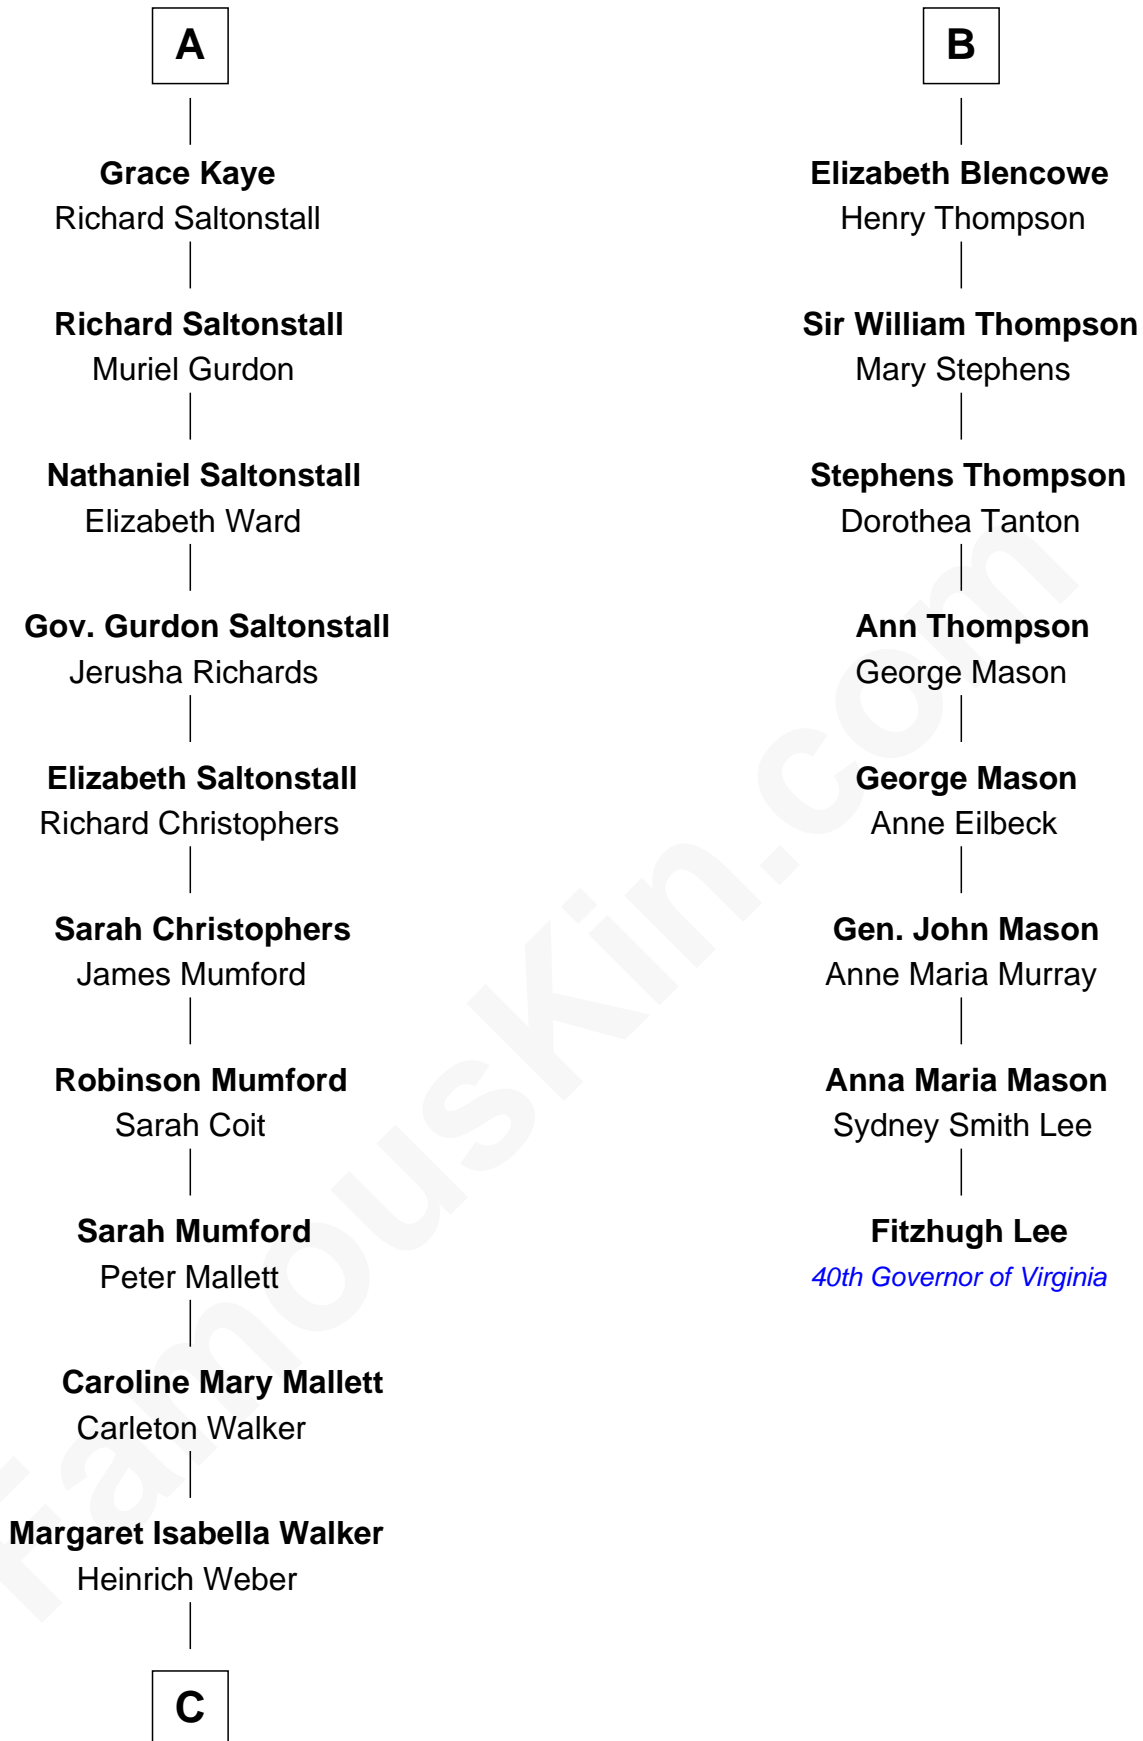 A
Grace Kaye
Richard Saltonstall
Richard Saltonstall
Muriel Gurdon
Nathaniel Saltonstall
Elizabeth Ward
Gov. Gurdon Saltonstall
Jerusha Richards
Elizabeth Saltonstall
Richard Christophers
Sarah Christophers
James Mumford
Robinson Mumford
Sarah Coit
Sarah Mumford
Peter Mallett
Caroline Mary Mallett
Carleton Walker
Margaret Isabella Walker
Heinrich Weber
C
B
Elizabeth Blencowe
Henry Thompson
Sir William Thompson
Mary Stephens
Stephens Thompson
Dorothea Tanton
Ann Thompson
George Mason
George Mason
Anne Eilbeck
Gen. John Mason
Anne Maria Murray
Anna Maria Mason
Sydney Smith Lee
Fitzhugh Lee
40th Governor of Virginia
FamousKin.com